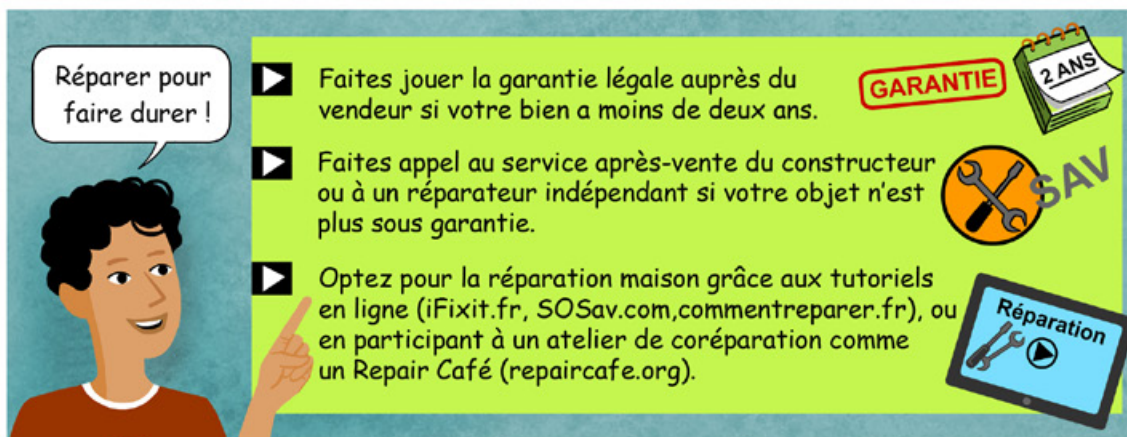 Réparer pour
faire durer !
Faites jouer la garantie légale auprès du
vendeur si votre bien a moins de deux ans.
GARANTIE
2 ANS
Faites appel au service après-vente du constructeur
ou à un réparateur indépendant si votre objet n'est
plus sous garantie.
SAV
Optez pour la réparation maison grâce aux tutoriels
en ligne (iFixit.fr, SOSav.com,commentreparer.fr), ou
en participant à un atelier de coréparation comme
un Repair Café (repaircafe.org).
Réparation